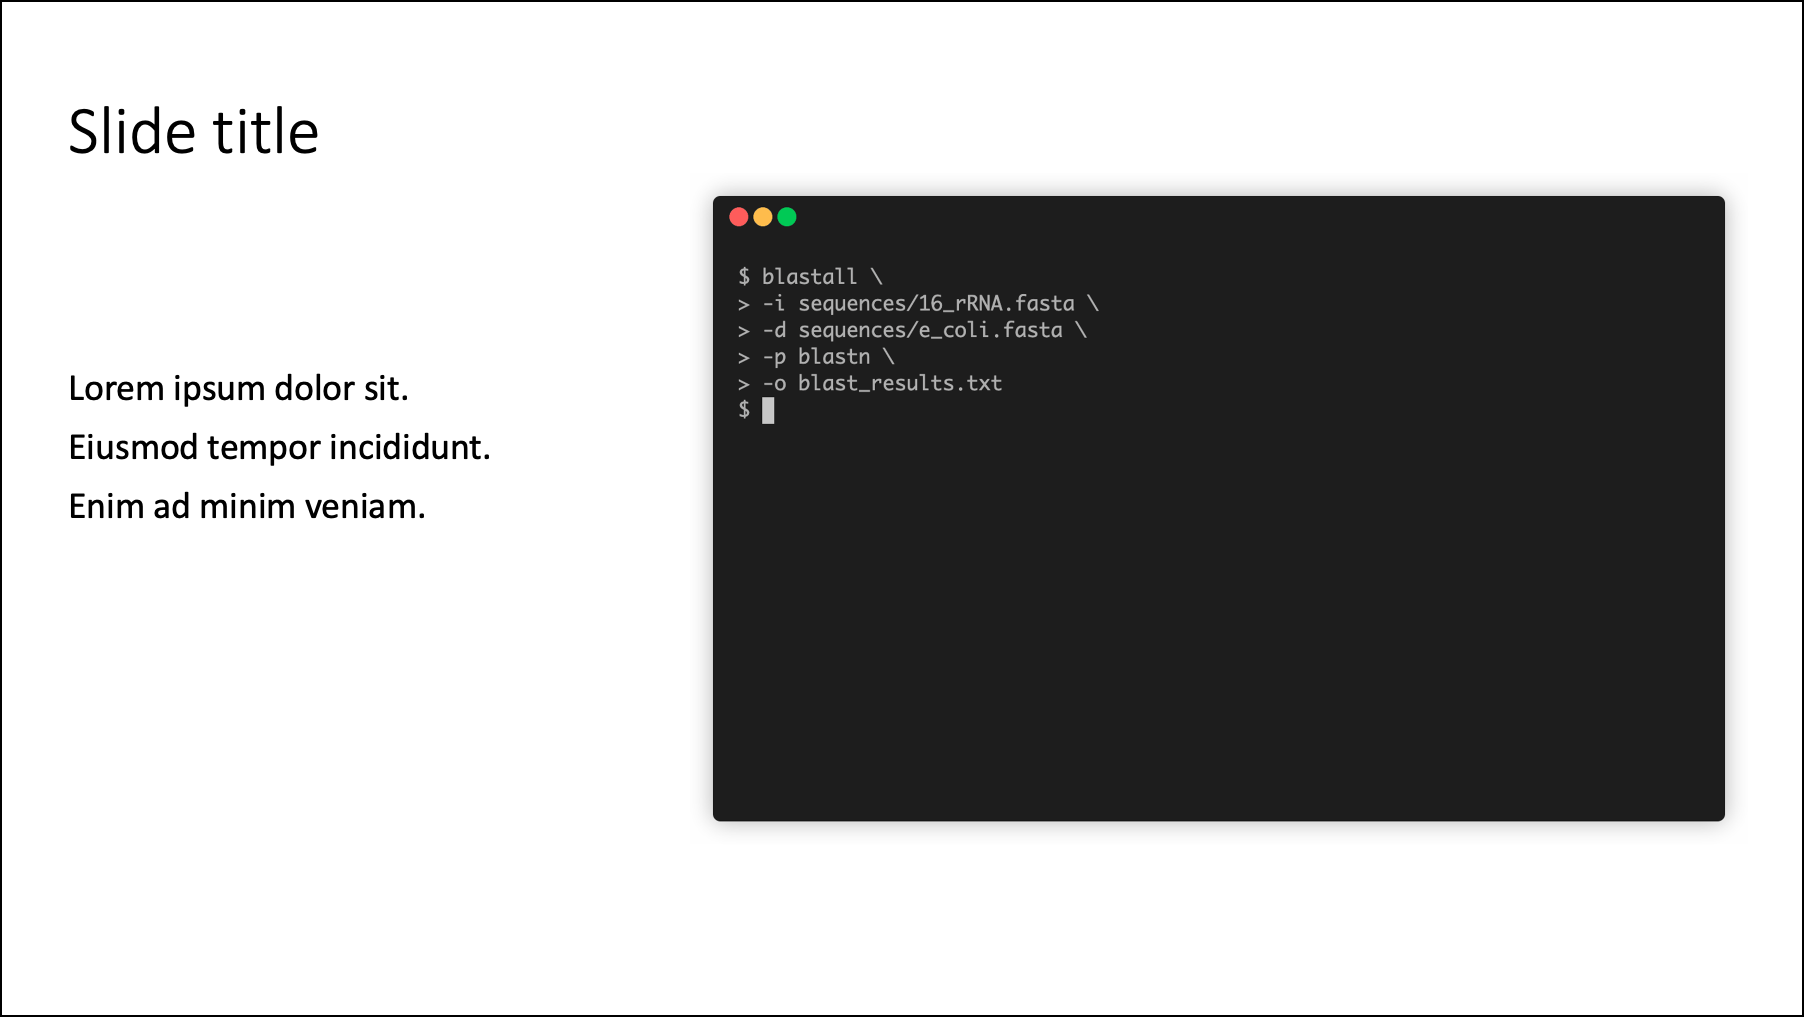 Slide title
Lorem ipsum dolor sit.
Eiusmod tempor incididunt.
Enim ad minim veniam.
$ blastall \
> -i sequences/16_rRNA.fasta \
> -d sequences/e_coli.fasta \
> -p blastn \
> -o blast_results.txt
$